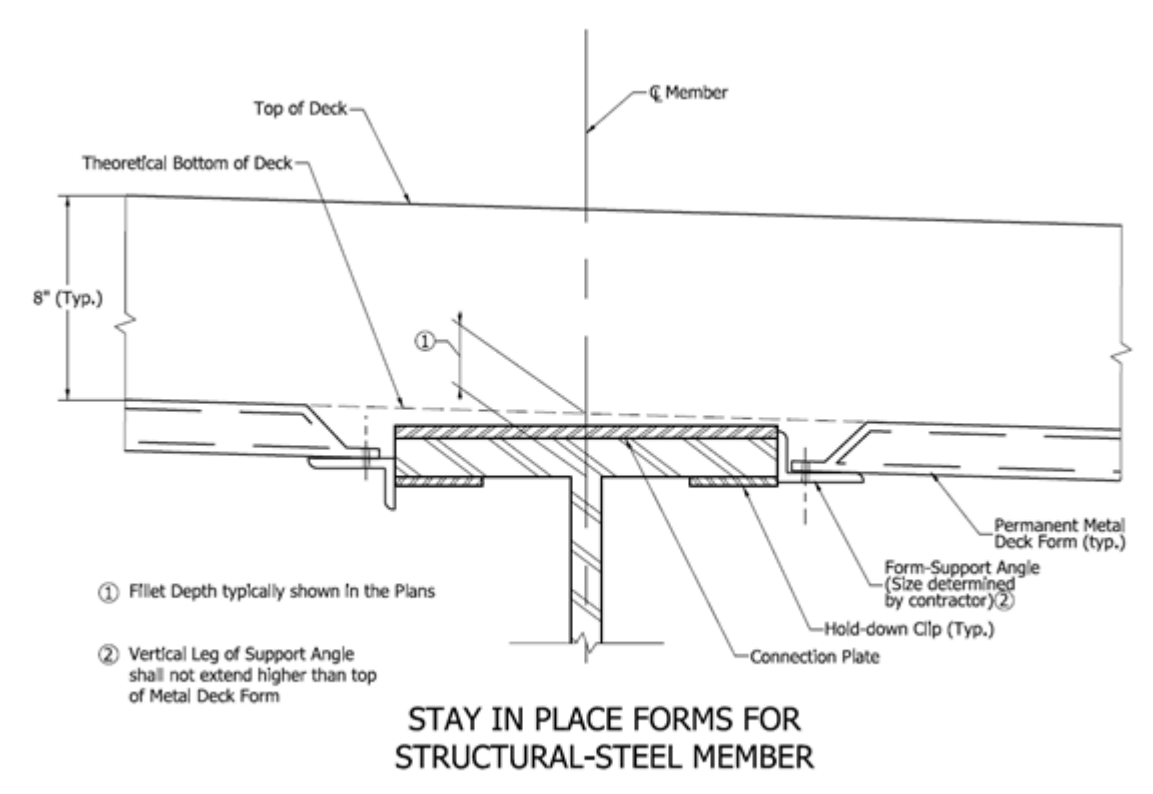 ℄ Member
Top of Deck
Theoretical Bottom of Deck
8" (Typ.)
①
Permanent Metal
Deck Form (typ.)
Form-Support Angle
(Size determined
by contractor)②
Hold-down Clip (Typ.)
Connection Plate
① Fillet Depth typically shown in the Plans
② Vertical Leg of Support Angle
shall not extend higher than top
of Metal Deck Form
STAY IN PLACE FORMS FOR
STRUCTURAL-STEEL MEMBER